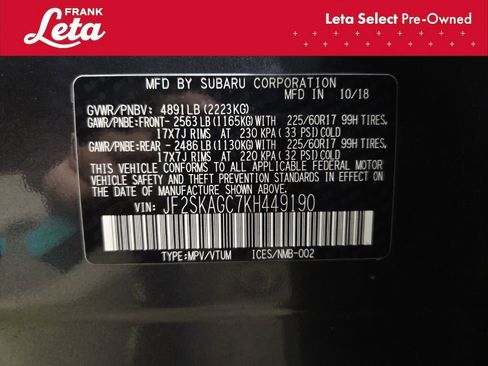 FRANK
Leta
Leta Select Pre-Owned
MFD BY SUBARU CORPORATION
MFD IN 10/18
GVWR/PNBV: 4891LB(2223KG)
GAWR/PNBE:FRONT-2563LB(1165KG)WITH 225/60R17 99H TIRES,
17X7J RIMS AT 230 KPA(33 PSI)COLD
GAWR/PNBE:REAR -2486LB(1130KG)WITH 225/60R17 99H TIRES,
17X7J RIMS AT 220 KPA(32 PSI)COLD
THIS VEHICLE CONFORMS TO ALL APPLICABLE FEDERAL MOTOR
VEHICLE SAFETY AND THEFT PREVENTION STANDARDS IN EFFECT ON
THE DATE OF MANUFACTURE SHOWN ABOVE.
VIN: JF2SKAGC7KH449190
TYPE:MPV/VTUM ICES/NMB-002